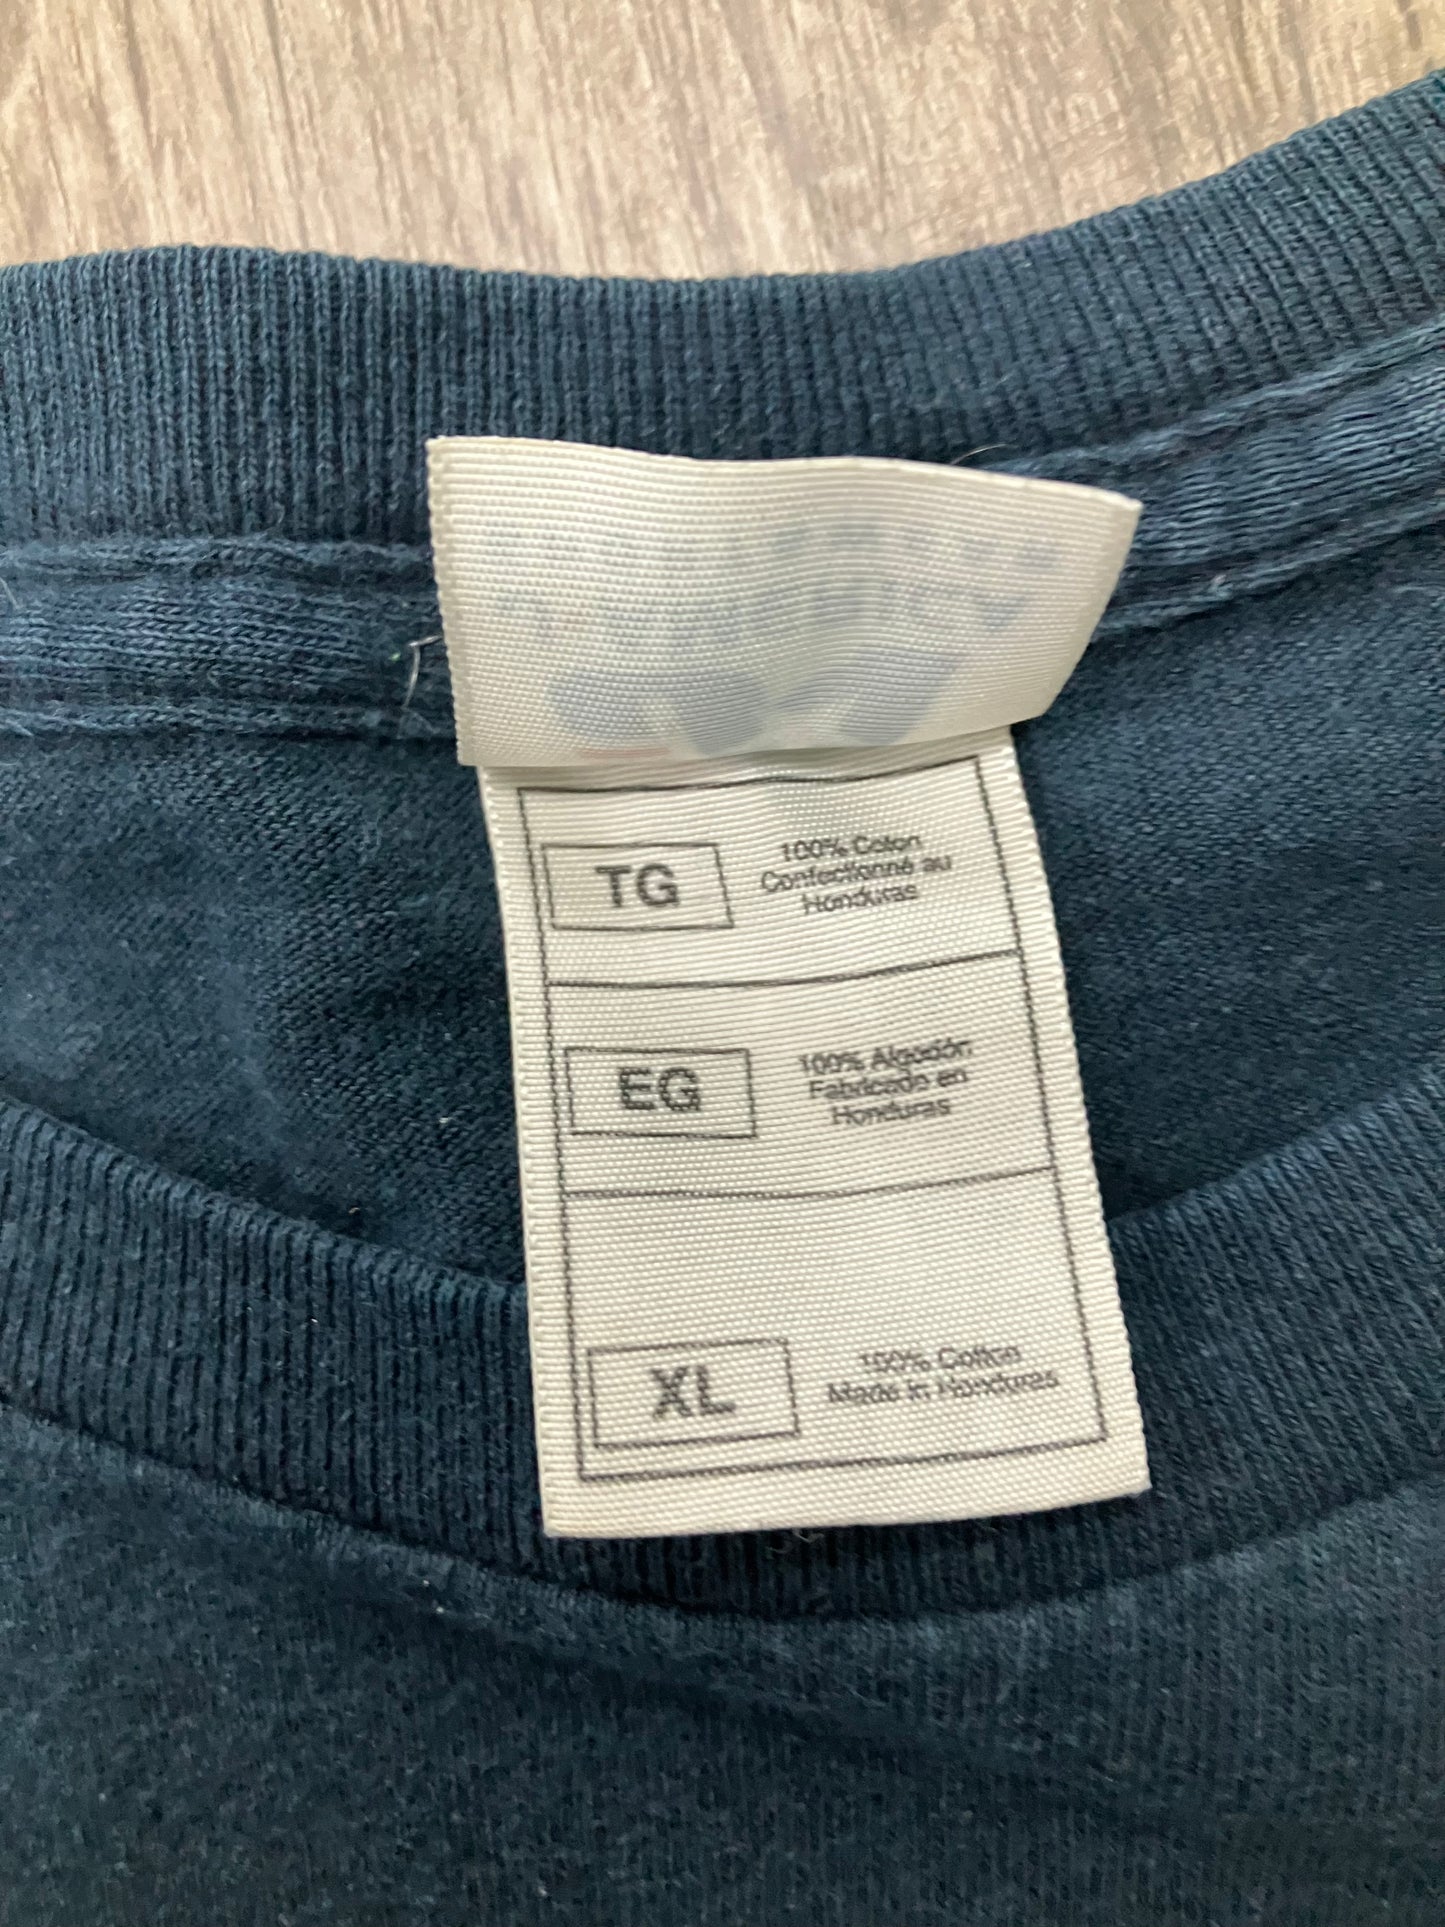 TG
100% Coton
Confectionné au
Honduras
EG
100% Algodón
Fabricado en
Honduras
XL
100% Cotton
Made in Honduras